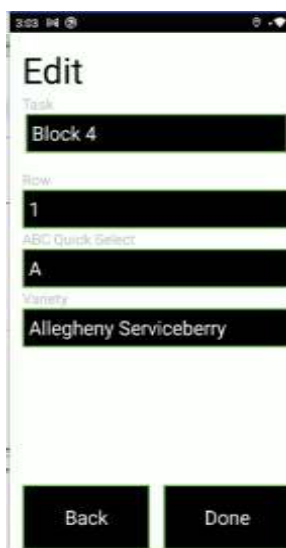 3:03
Edit
Task
Block 4
Row
1
ABC Quick Select
A
Variety
Allegheny Serviceberry
Back Done